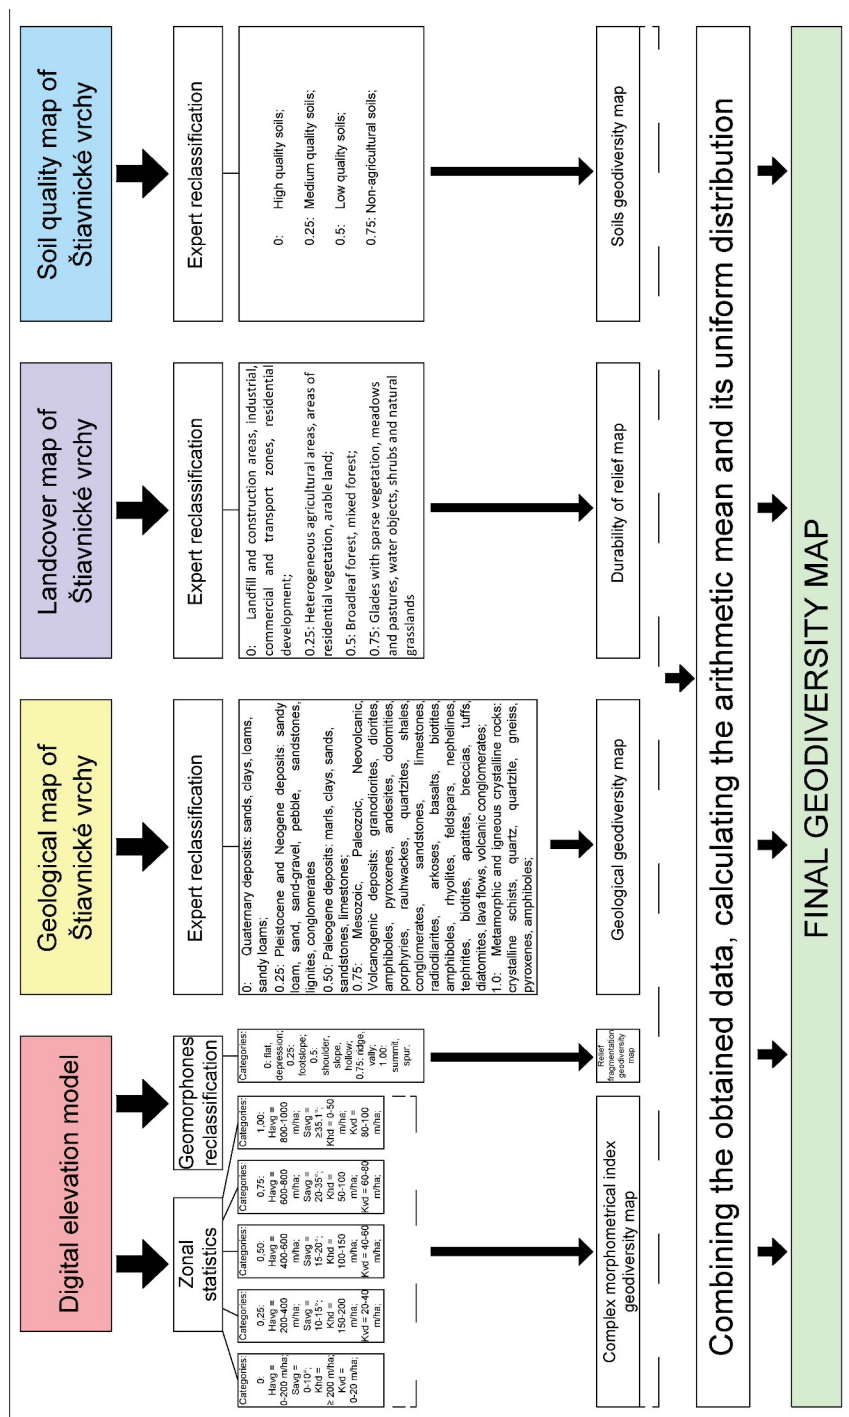 Digital elevation model
Geological map of
Štiavnické vrchy
Landcover map of
Štiavnické vrchy
Soil quality map of
Štiavnické vrchy
Zonal
statistics
Geomorphones
reclassification
Expert reclassification
Expert reclassification
Expert reclassification
Categories:
0:
Havg =
0-200 m/ha;
Savg =
0-10°;
Khd =
≥ 200 m/ha;
Kvd =
0-20 m/ha;
Categories:
0,25:
Havg =
200-400
m/ha;
Savg =
10-15°;
Khd =
150-200
m/ha;
Kvd = 20-40
m/ha;
Categories:
0,50:
Havg =
400-600
m/ha;
Savg =
15-20°;
Khd =
100-150
m/ha;
Kvd = 40-60
m/ha;
Categories:
0,75:
Havg =
600-800
m/ha;
Savg =
20-35°;
Khd =
50-100
m/ha;
Kvd = 60-80
m/ha;
Categories:
1,00:
Havg =
800-1000
m/ha;
Savg =
≥35,1°;
Khd = 0-50
m/ha;
Kvd =
80-100
m/ha;
Categories:
0: flat,
depression;
0.25:
footslope;
0.5:
shoulder,
slope,
hollow;
0.75: ridge,
vally;
1.00:
summit,
spur.
0: Quaternary deposits: sands, clays, loams,
sandy loams;
0.25: Pleistocene and Neogene deposits: sandy
loam, sand, sand-gravel, pebble, sandstones,
lignites, conglomerates
0.50: Paleogene deposits: marls, clays, sands,
sandstones, limestones;
0.75: Mesozoic, Paleozoic, Neovolcanic,
Volcanogenic deposits: granodiorites, diorites,
amphiboles, pyroxenes, andesites, dolomities,
porphyries, rauhwackes, quartzites, shales,
conglomerates, sandstones, limestones,
radiodilarites, arkoses, basalts, biotites,
amphiboles, rhyolites, feldspars, nephelines,
tephrites, biotites, apatites, breccias, tuffs,
diatomites, lava flows, volcanic conglomerates;
1.0: Metamorphic and igneous crystalline rocks:
crystalline schists, quartz, quartzite, gneiss,
pyroxenes, amphiboles;
0: Landfill and construction areas, industrial,
commercial and transport zones, residential
development;
0.25: Heterogeneous agricultural areas, areas of
residential vegetation, arable land;
0.5: Broadleaf forest, mixed forest;
0.75: Glades with sparse vegetation, meadows
and pastures, water objects, shrubs and natural
grasslands
0: High quality soils;
0.25: Medium quality soils;
0.5: Low quality soils;
0.75: Non-agricultural soils;
Complex morphometrical index
geodiversity map
Relief
fragmentation
geodiversity
map
Geological geodiversity map
Durability of relief map
Soils geodiversity map
Combining the obtained data, calculating the arithmetic mean and its uniform distribution
FINAL GEODIVERSITY MAP